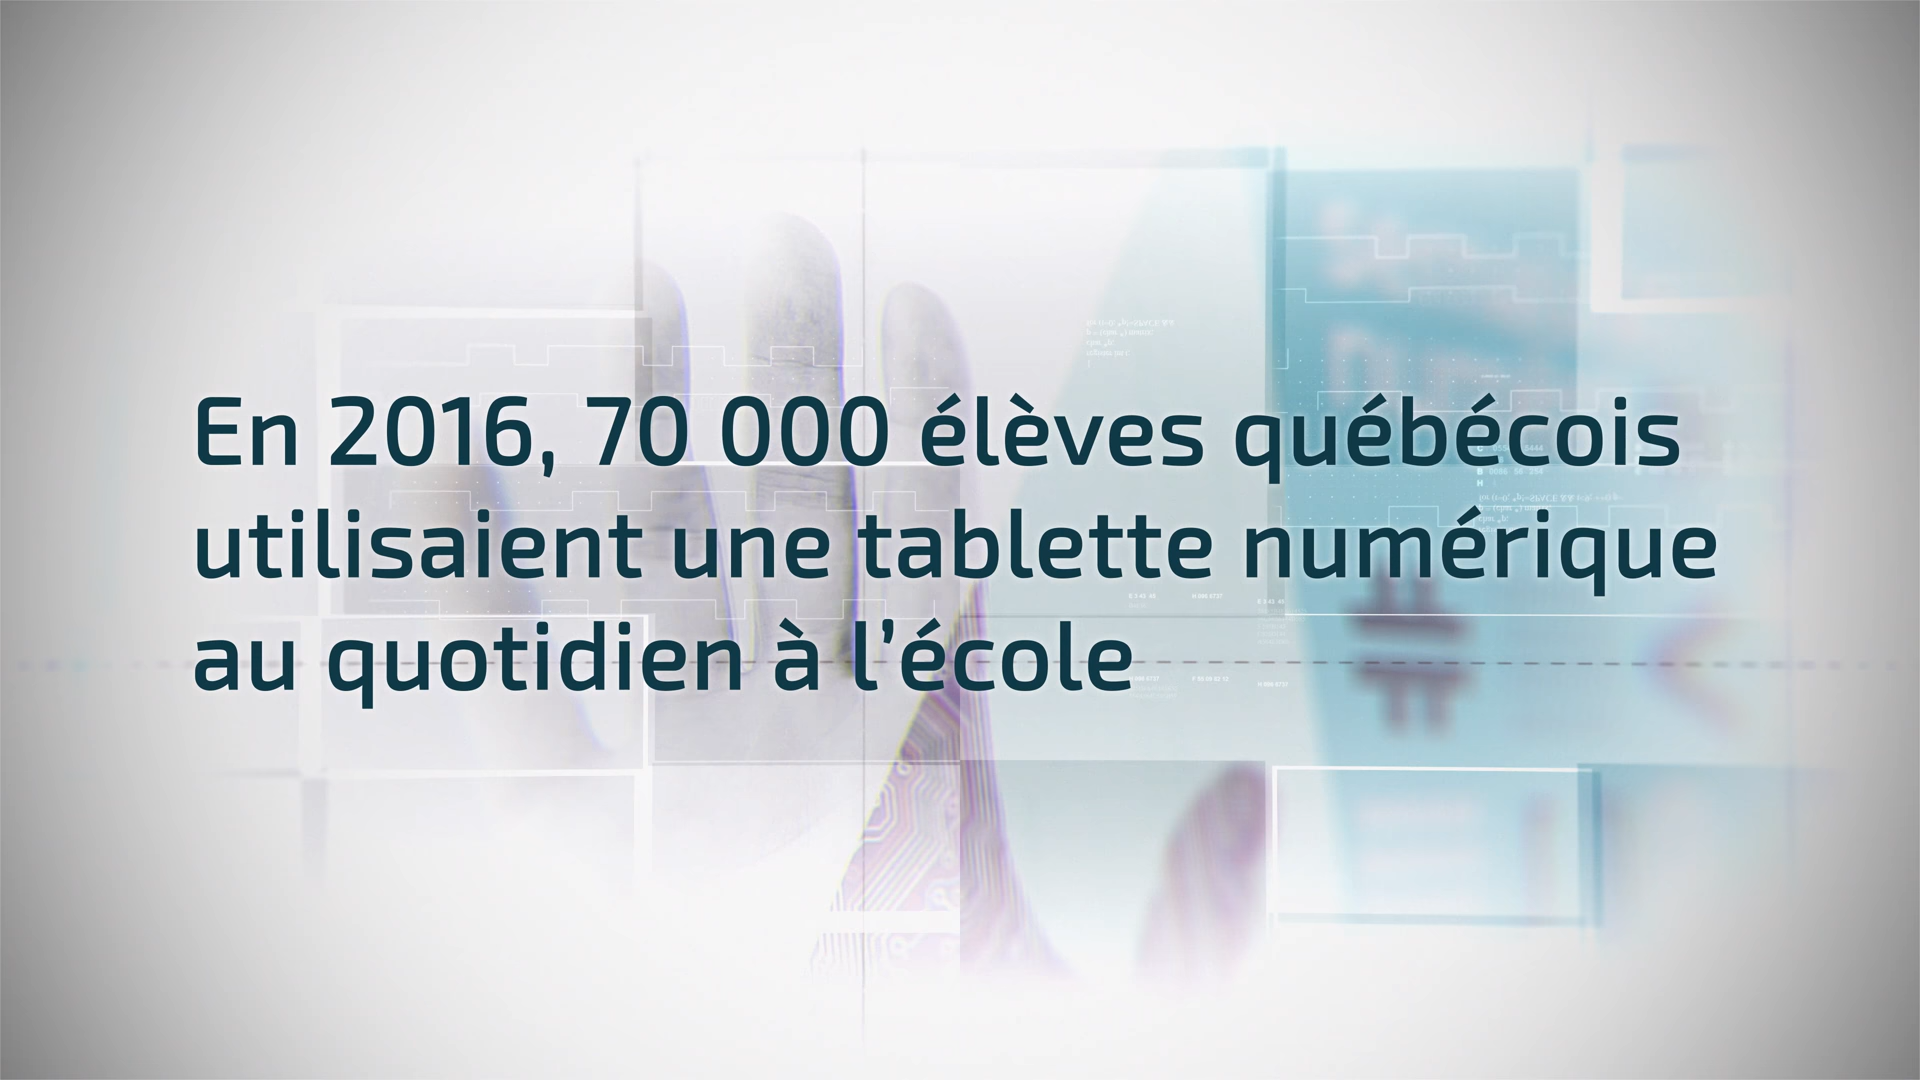 En 2016, 70 000 élèves québécois
utilisaient une tablette numérique
au quotidien à l’école